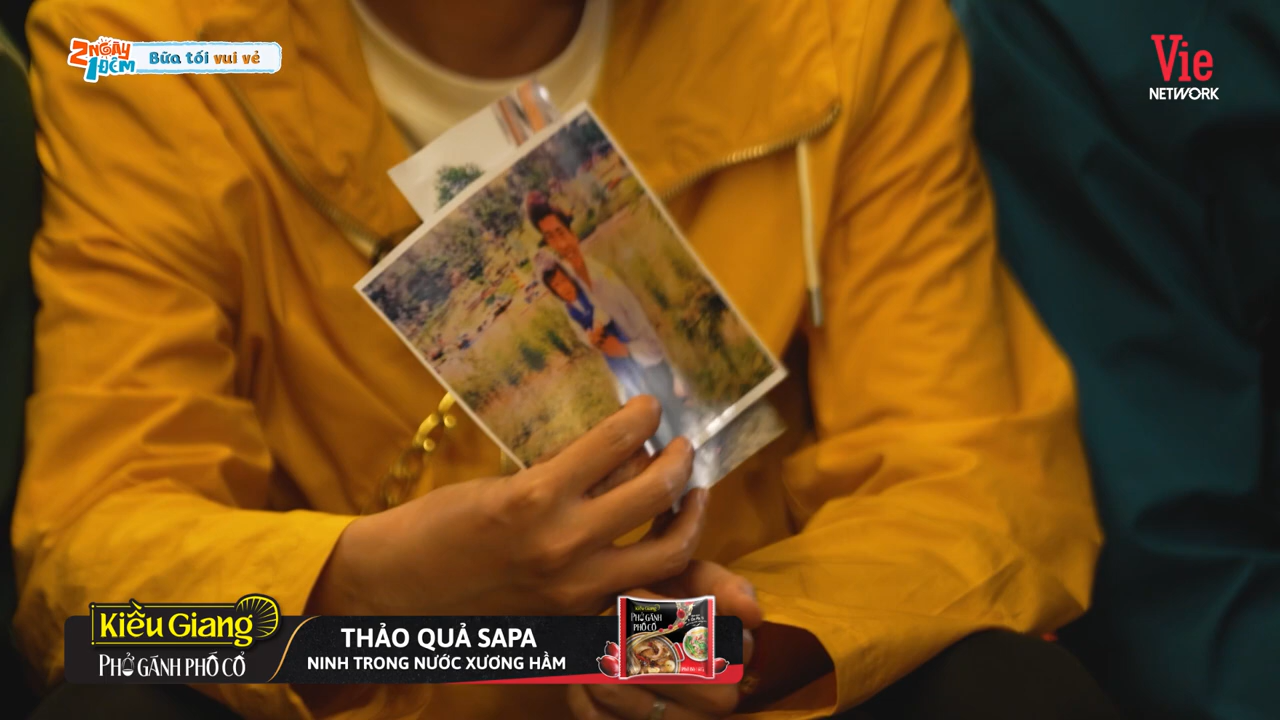 2 NGÀY
1 ĐÊM
Bữa tối vui vẻ
Vie
NETWORK
Kiều Giang
PHỞ GÁNH PHỐ CỔ
THẢO QUẢ SAPA
NINH TRONG NƯỚC XƯƠNG HẦM
Kiều Giang
PHỞ GÁNH
PHỐ CỔ